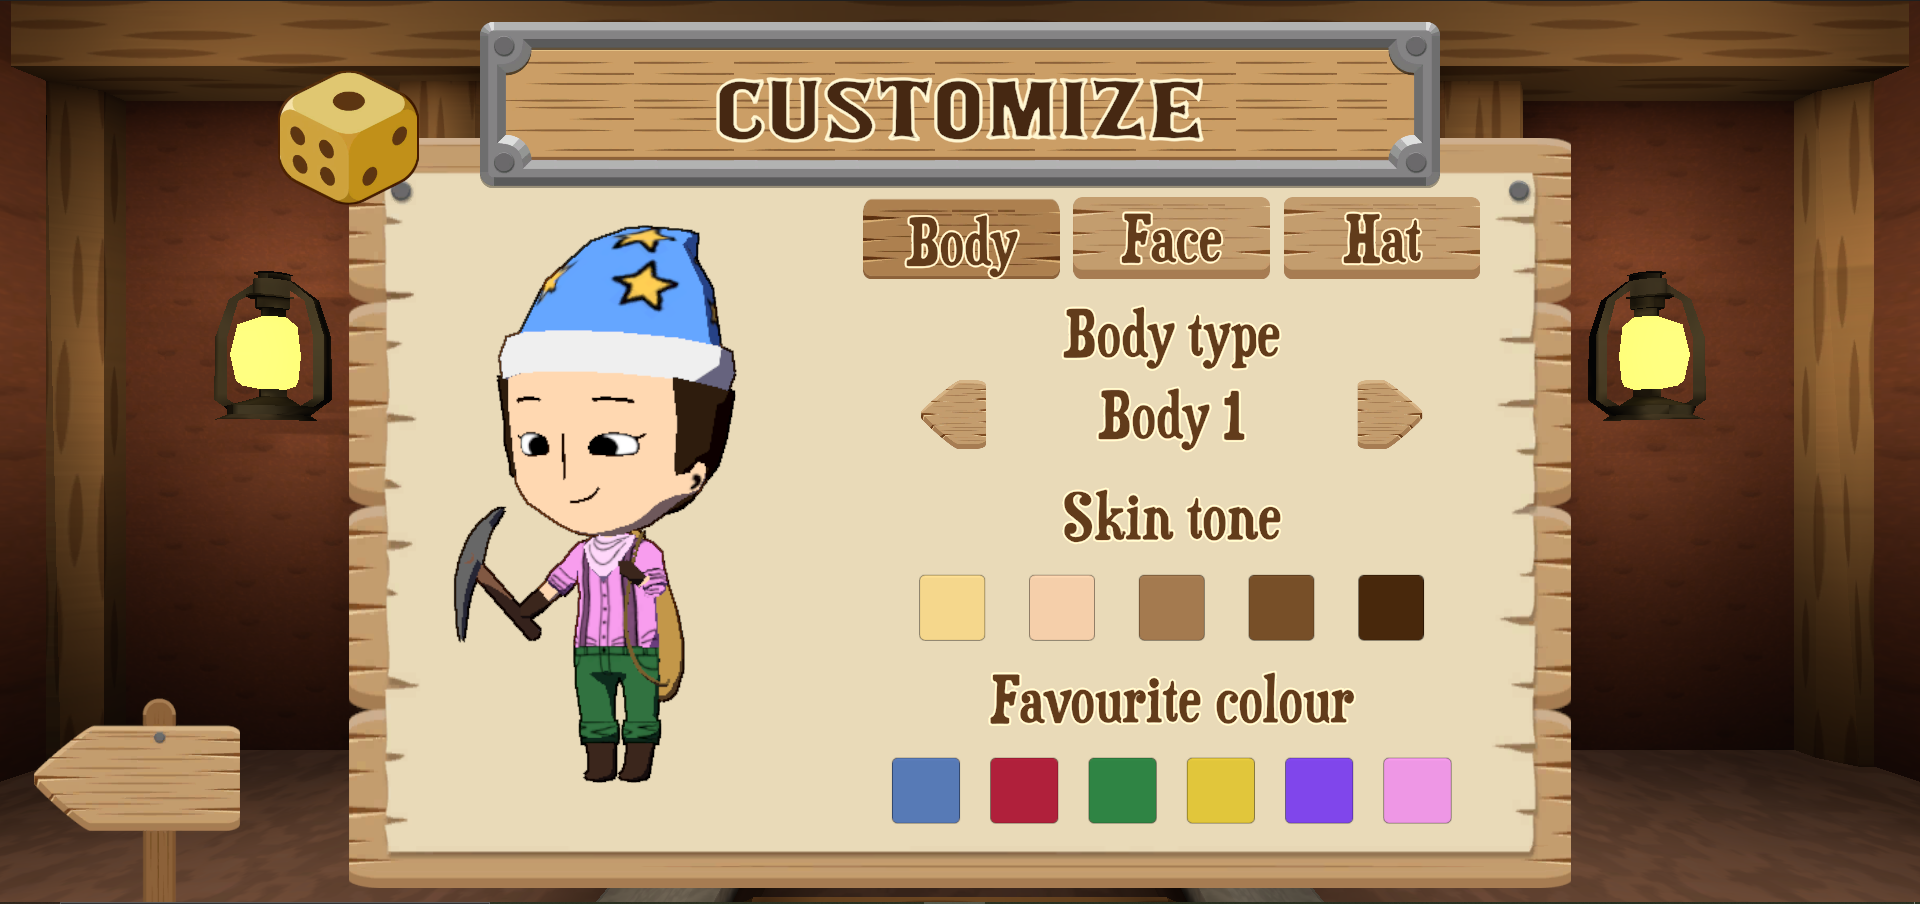 CUSTOMIZE
Body Face Hat
Body type
Body 1
Skin tone
Favourite colour